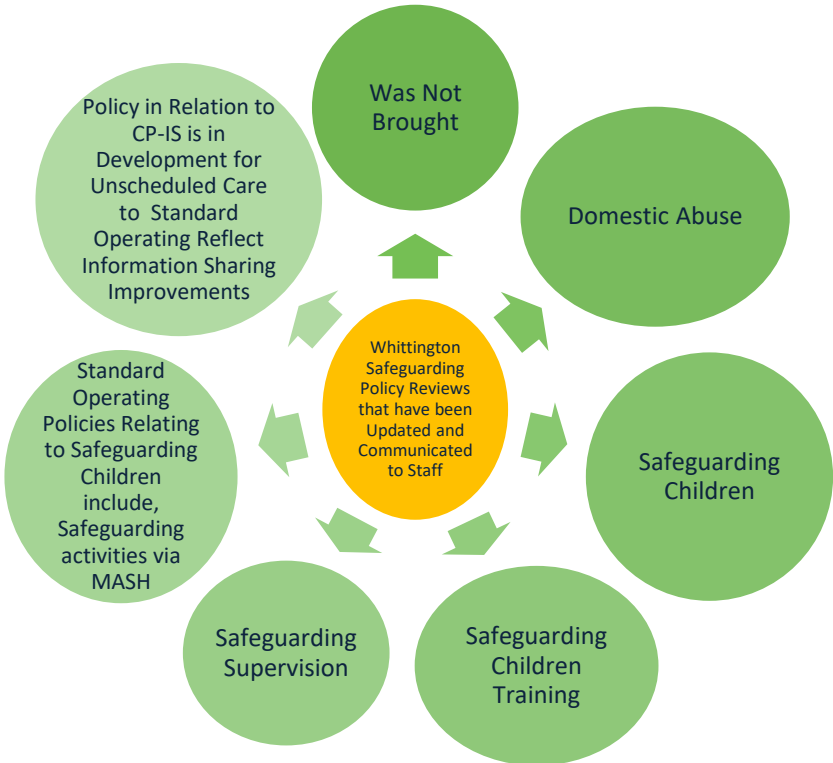 Was Not
Brought
Domestic Abuse
Safeguarding
Children
Safeguarding
Children
Training
Safeguarding
Supervision
Standard
Operating
Policies Relating
to Safeguarding
Children
include,
Safeguarding
activities via
MASH
Policy in Relation to
CP-IS is in
Development for
Unscheduled Care
to Standard
Operating Reflect
Information Sharing
Improvements
Whittington
Safeguarding
Policy Reviews
that have been
Updated and
Communicated
to Staff